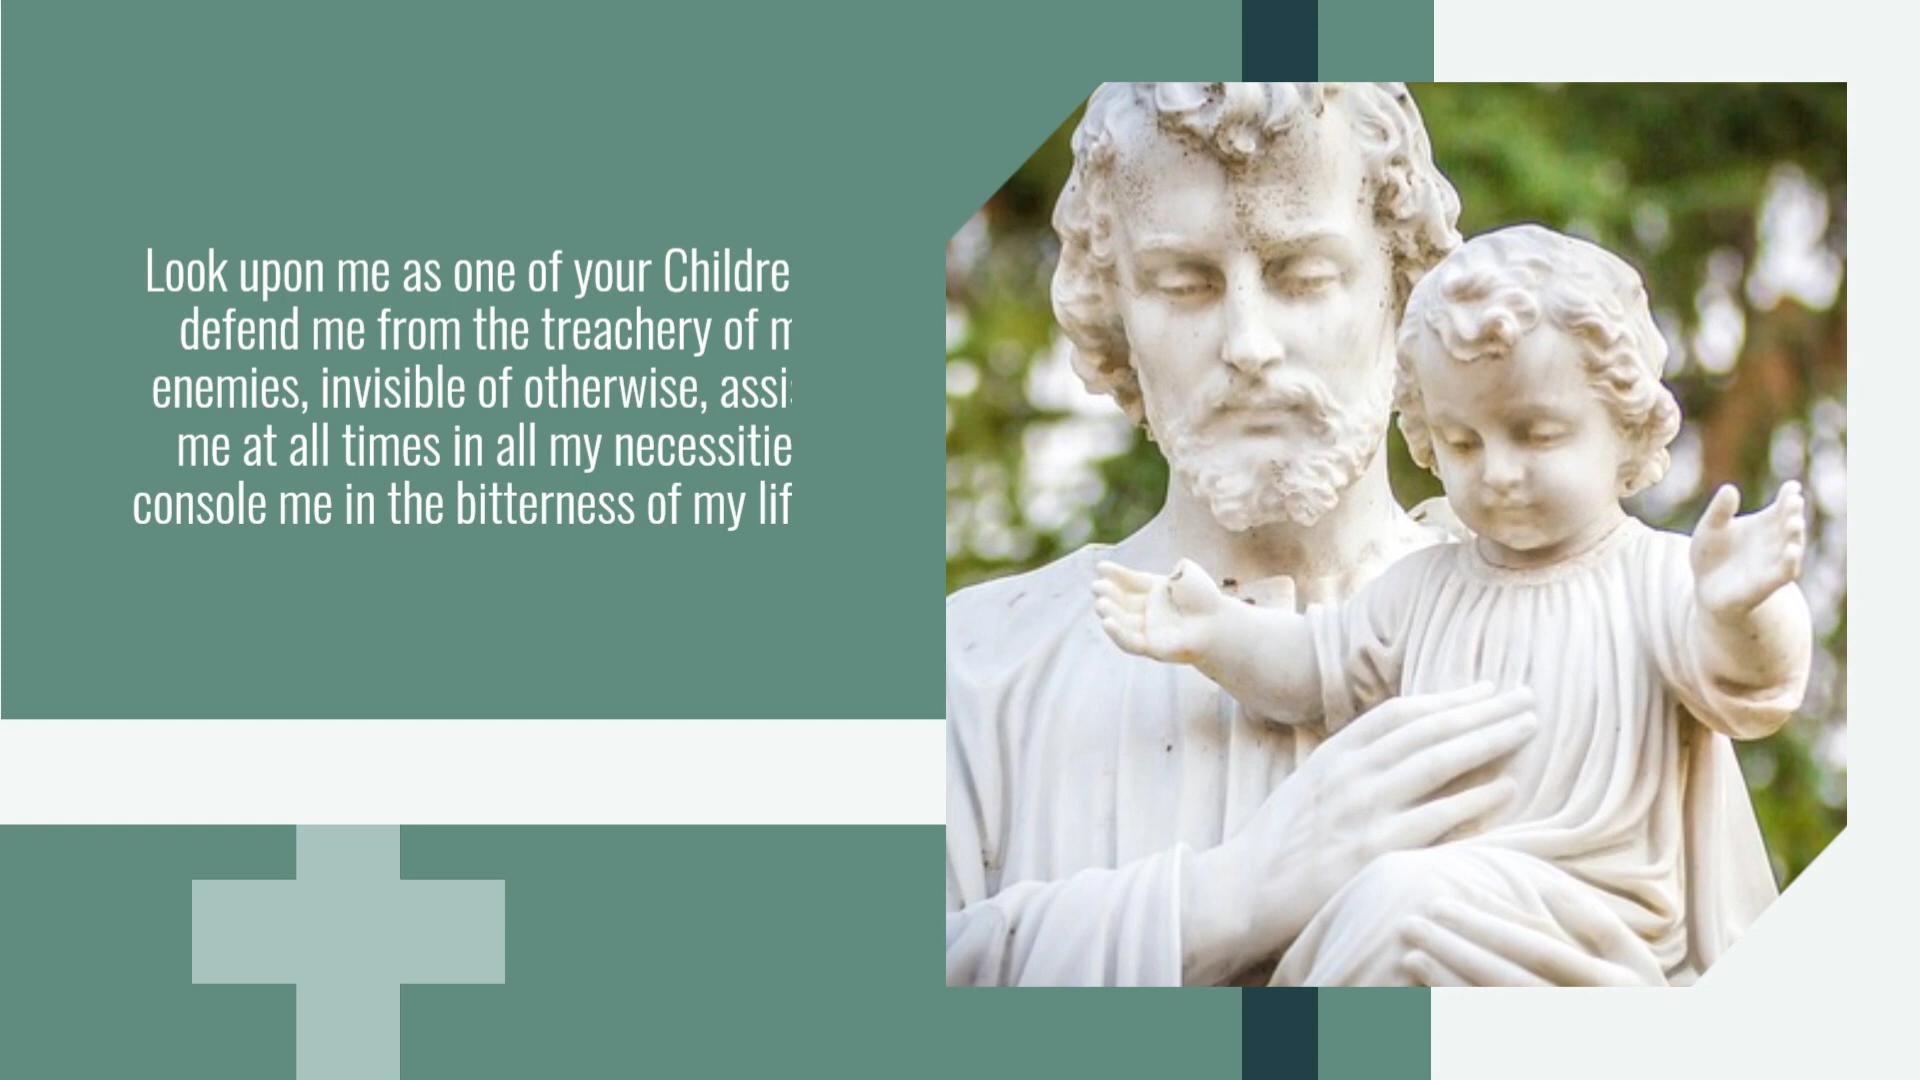 Look upon me as one of your Childre
defend me from the treachery of m
enemies, invisible of otherwise, assi
me at all times in all my necessitie
console me in the bitterness of my lif